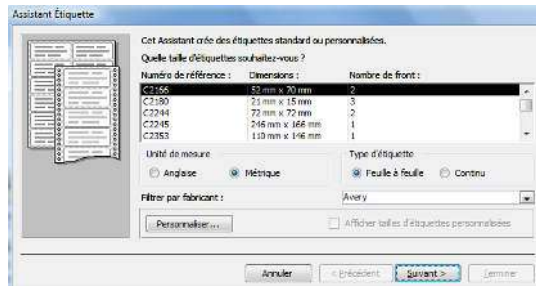 Assistant Étiquette
Cet Assistant crée des étiquettes standard ou personnalisées.
Quelle taille d'étiquettes souhaitez-vous ?
Numéro de référence : Dimensions : Nombre de front :
C2166 52 mm x 70 mm 2
C2180 21 mm x 15 mm 3
C2244 72 mm x 72 mm 2
C2245 246 mm x 166 mm 1
C2353 110 mm x 146 mm 1
Unité de mesure Type d'étiquette
Anglaise Métrique Feuille à feuille Continu
Filtrer par fabricant : Avery
Personnaliser... Afficher tailles d'étiquettes personnalisées
Annuler < Précédent Suivant > Terminer